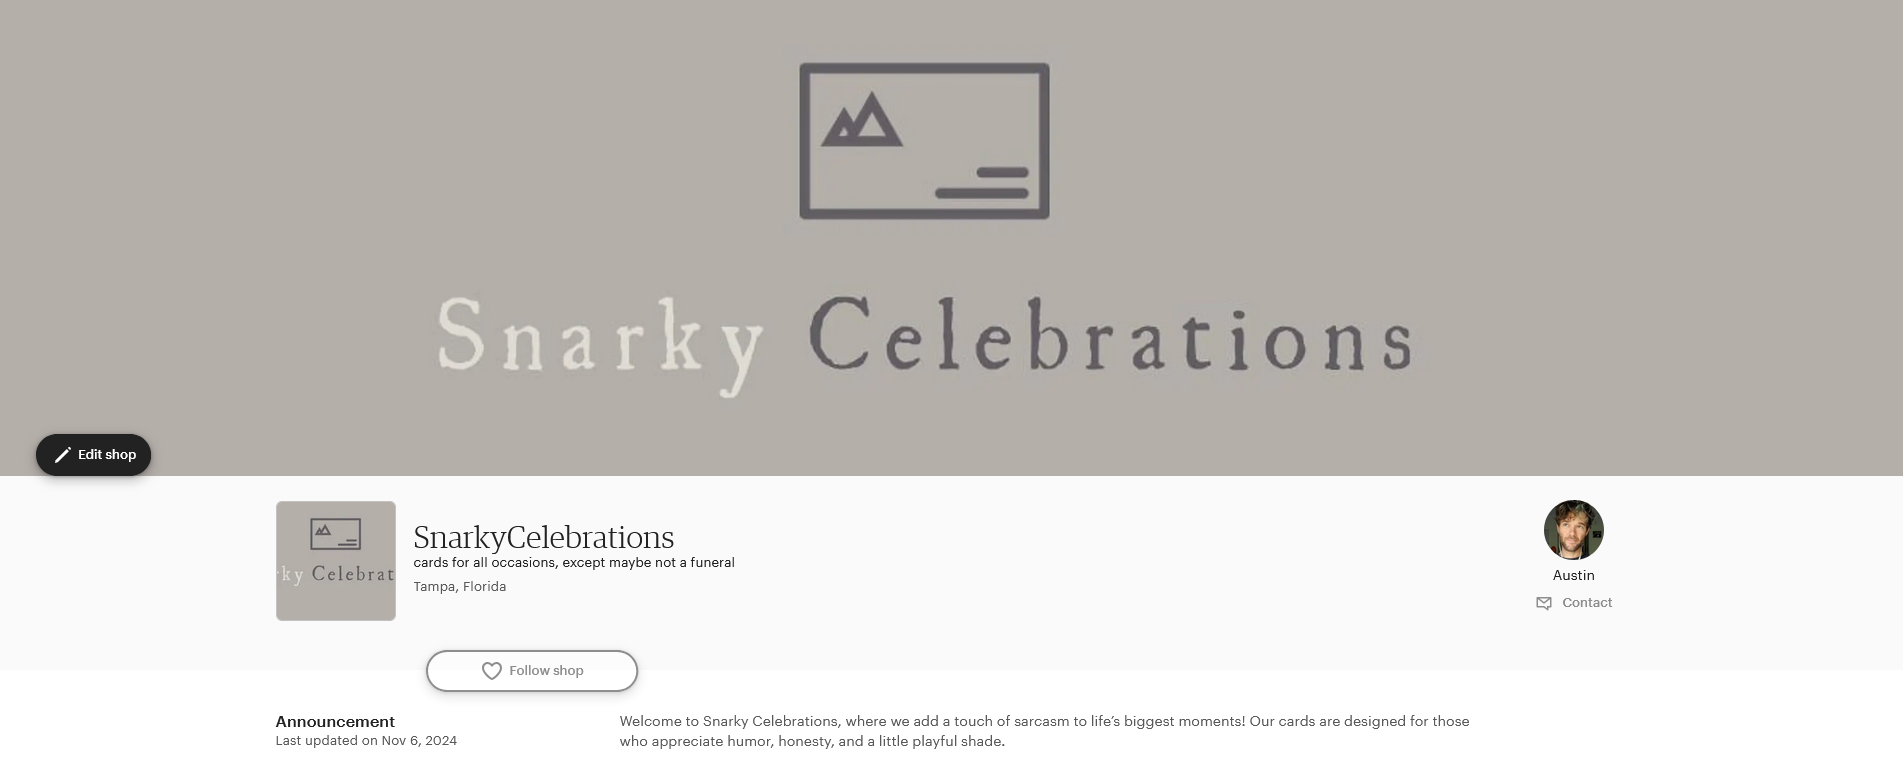 Snarky Celebrations
Edit shop
rky Celebrat
SnarkyCelebrations
cards for all occasions, except maybe not a funeral
Tampa, Florida
Austin
Contact
Follow shop
Announcement
Last updated on Nov 6, 2024
Welcome to Snarky Celebrations, where we add a touch of sarcasm to life’s biggest moments! Our cards are designed for those
who appreciate humor, honesty, and a little playful shade.